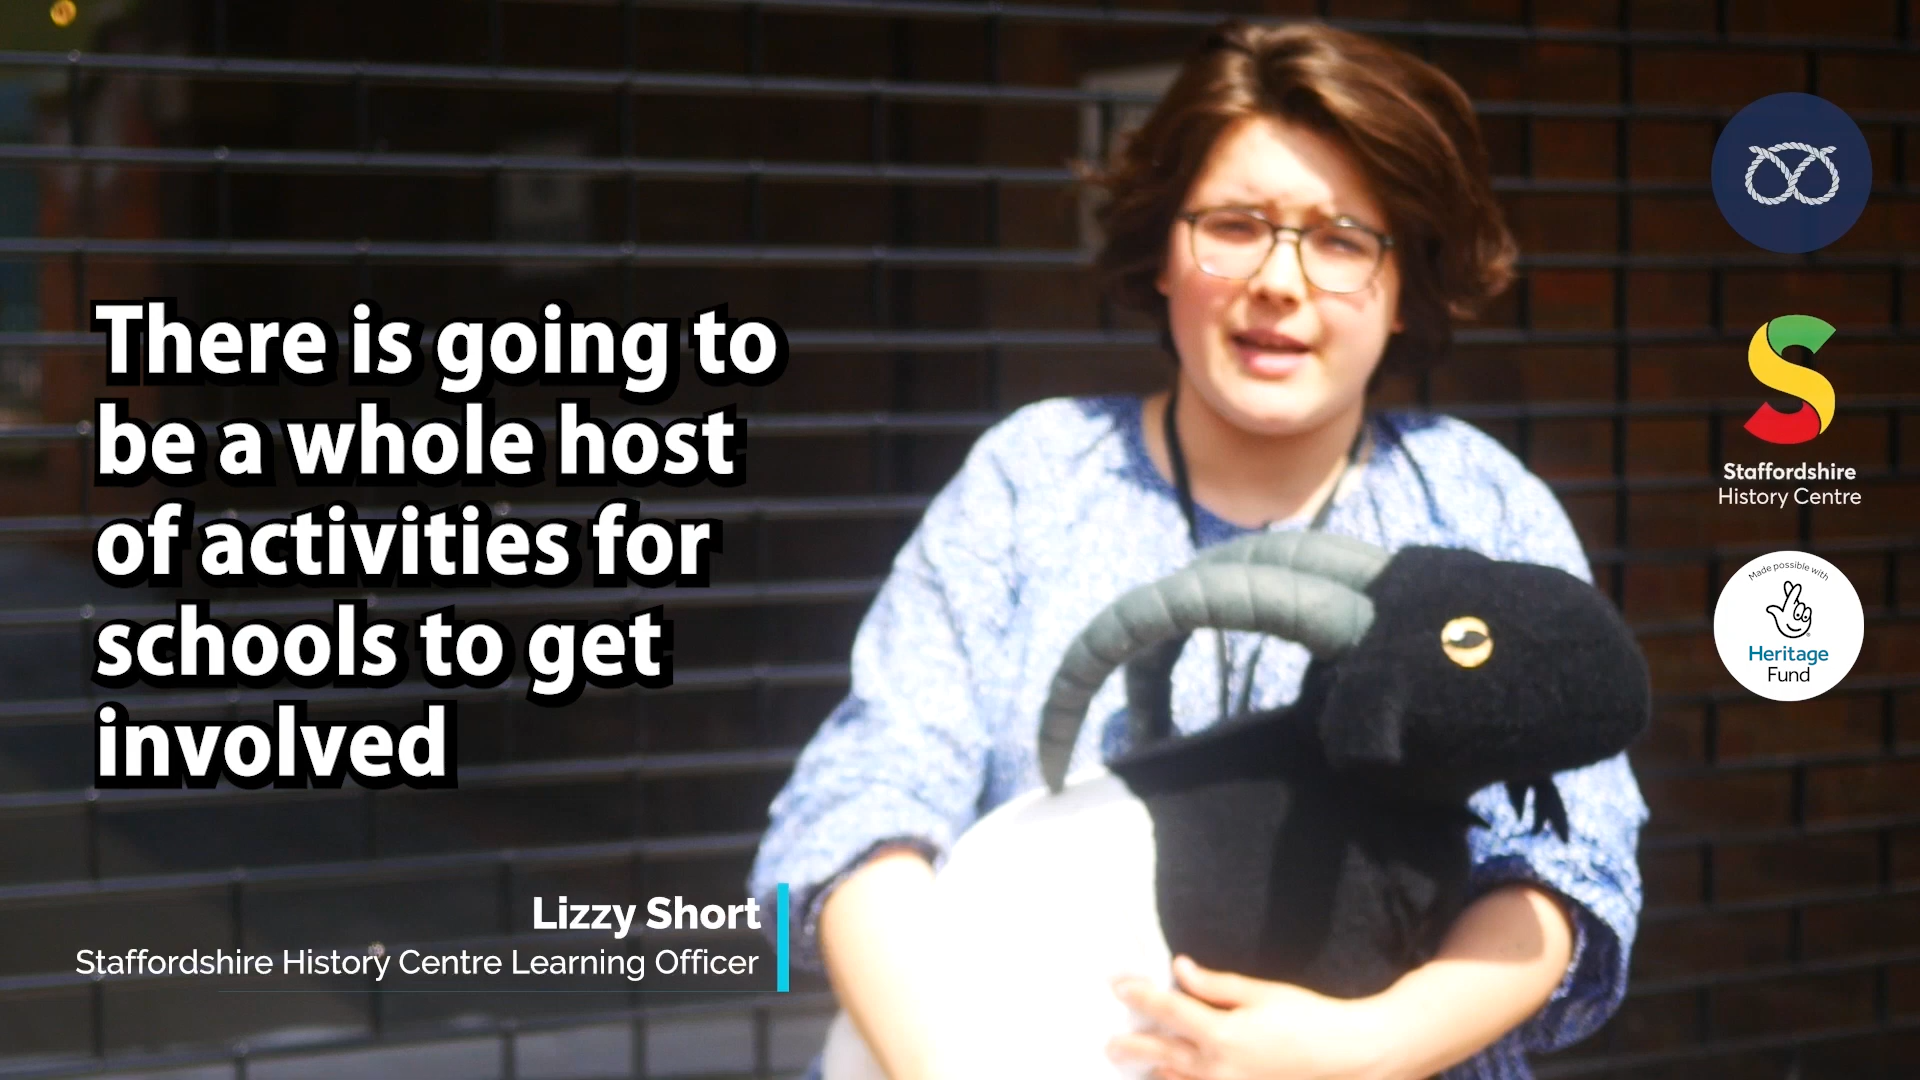 There is going to
be a whole host
of activities for
schools to get
involved
Lizzy Short
Staffordshire History Centre Learning Officer
Staffordshire
History Centre
Made possible with
Heritage
Fund